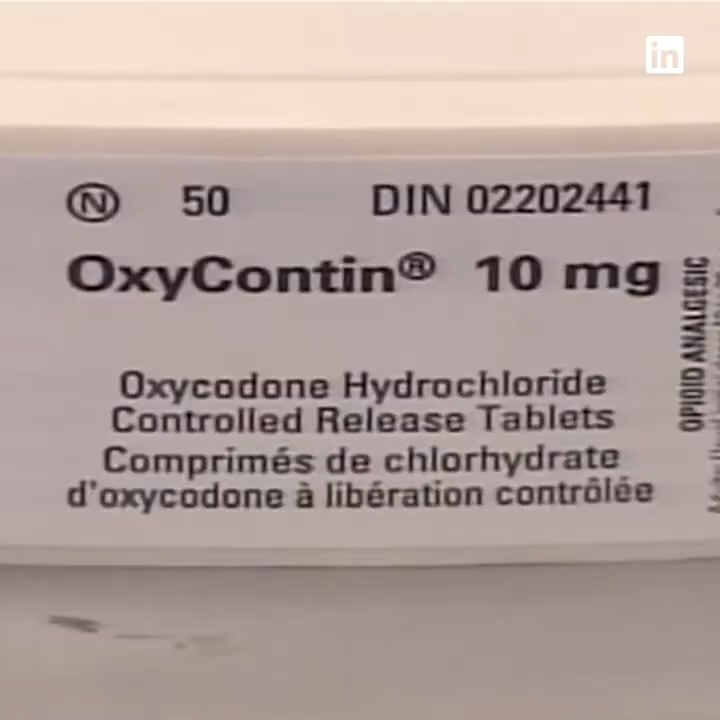 in
Ⓝ 50 DIN 02202441
OxyContin® 10 mg
Oxycodone Hydrochloride
Controlled Release Tablets
Comprimés de chlorhydrate
d'oxycodone à libération contrôlée
OPIOID ANALGESIC